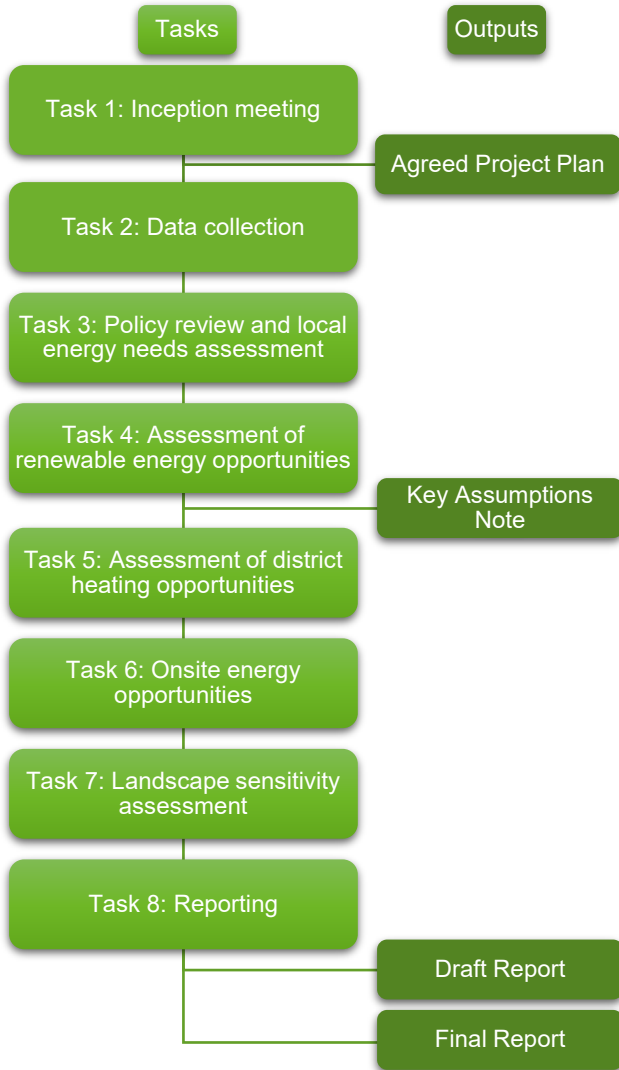 Tasks
Outputs
Task 1: Inception meeting
Agreed Project Plan
Task 2: Data collection
Task 3: Policy review and local
energy needs assessment
Task 4: Assessment of
renewable energy opportunities
Key Assumptions
Note
Task 5: Assessment of district
heating opportunities
Task 6: Onsite energy
opportunities
Task 7: Landscape sensitivity
assessment
Task 8: Reporting
Draft Report
Final Report